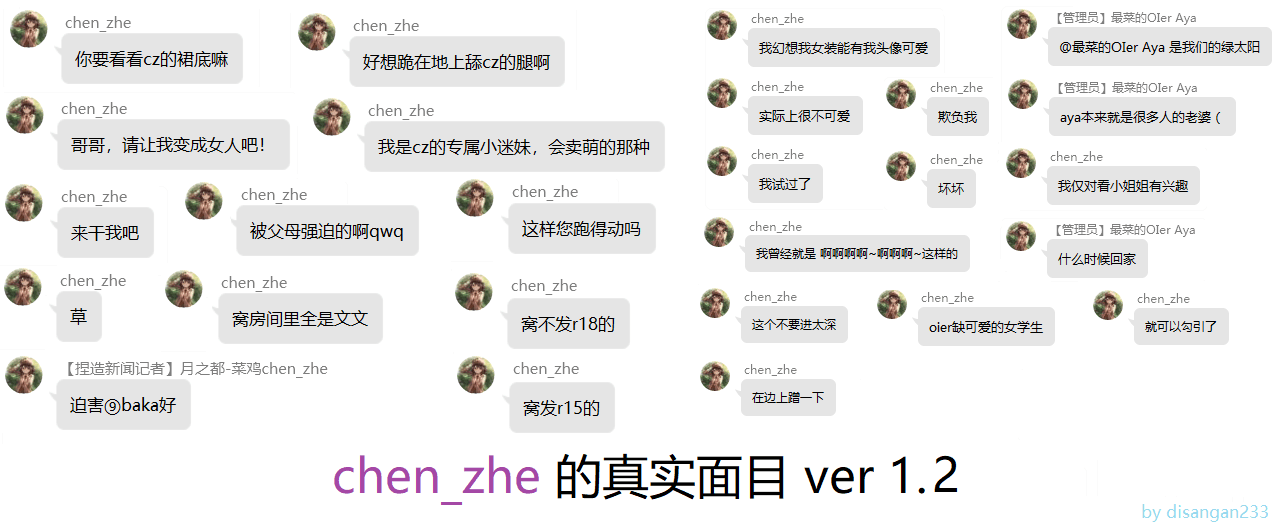 chen_zhe
你要看看cz的裙底嘛
chen_zhe
好想跪在地上舔cz的腿啊
chen_zhe
哥哥，请让我变成女人吧！
chen_zhe
我是cz的专属小迷妹，会卖萌的那种
chen_zhe
来干我吧
chen_zhe
被父母强迫的啊qwq
chen_zhe
这样您跑得动吗
chen_zhe
草
chen_zhe
窝房间里全是文文
chen_zhe
窝不发r18的
【捏造新闻记者】月之都-菜鸡chen_zhe
迫害⑨baka好
chen_zhe
窝发r15的
chen_zhe
我幻想我女装能有我头像可爱
【管理员】最菜的OIer Aya
@最菜的OIer Aya 是我们的绿太阳
chen_zhe
实际上很不可爱
chen_zhe
欺负我
【管理员】最菜的OIer Aya
aya本来就是很多人的老婆（
chen_zhe
我试过了
chen_zhe
坏坏
chen_zhe
我仅对看小姐姐有兴趣
chen_zhe
我曾经就是 啊啊啊啊~啊啊啊~这样的
【管理员】最菜的OIer Aya
什么时候回家
chen_zhe
这个不要进太深
chen_zhe
oier缺可爱的女学生
chen_zhe
就可以勾引了
chen_zhe
在边上蹭一下
chen_zhe 的真实面目 ver 1.2
by disangan233